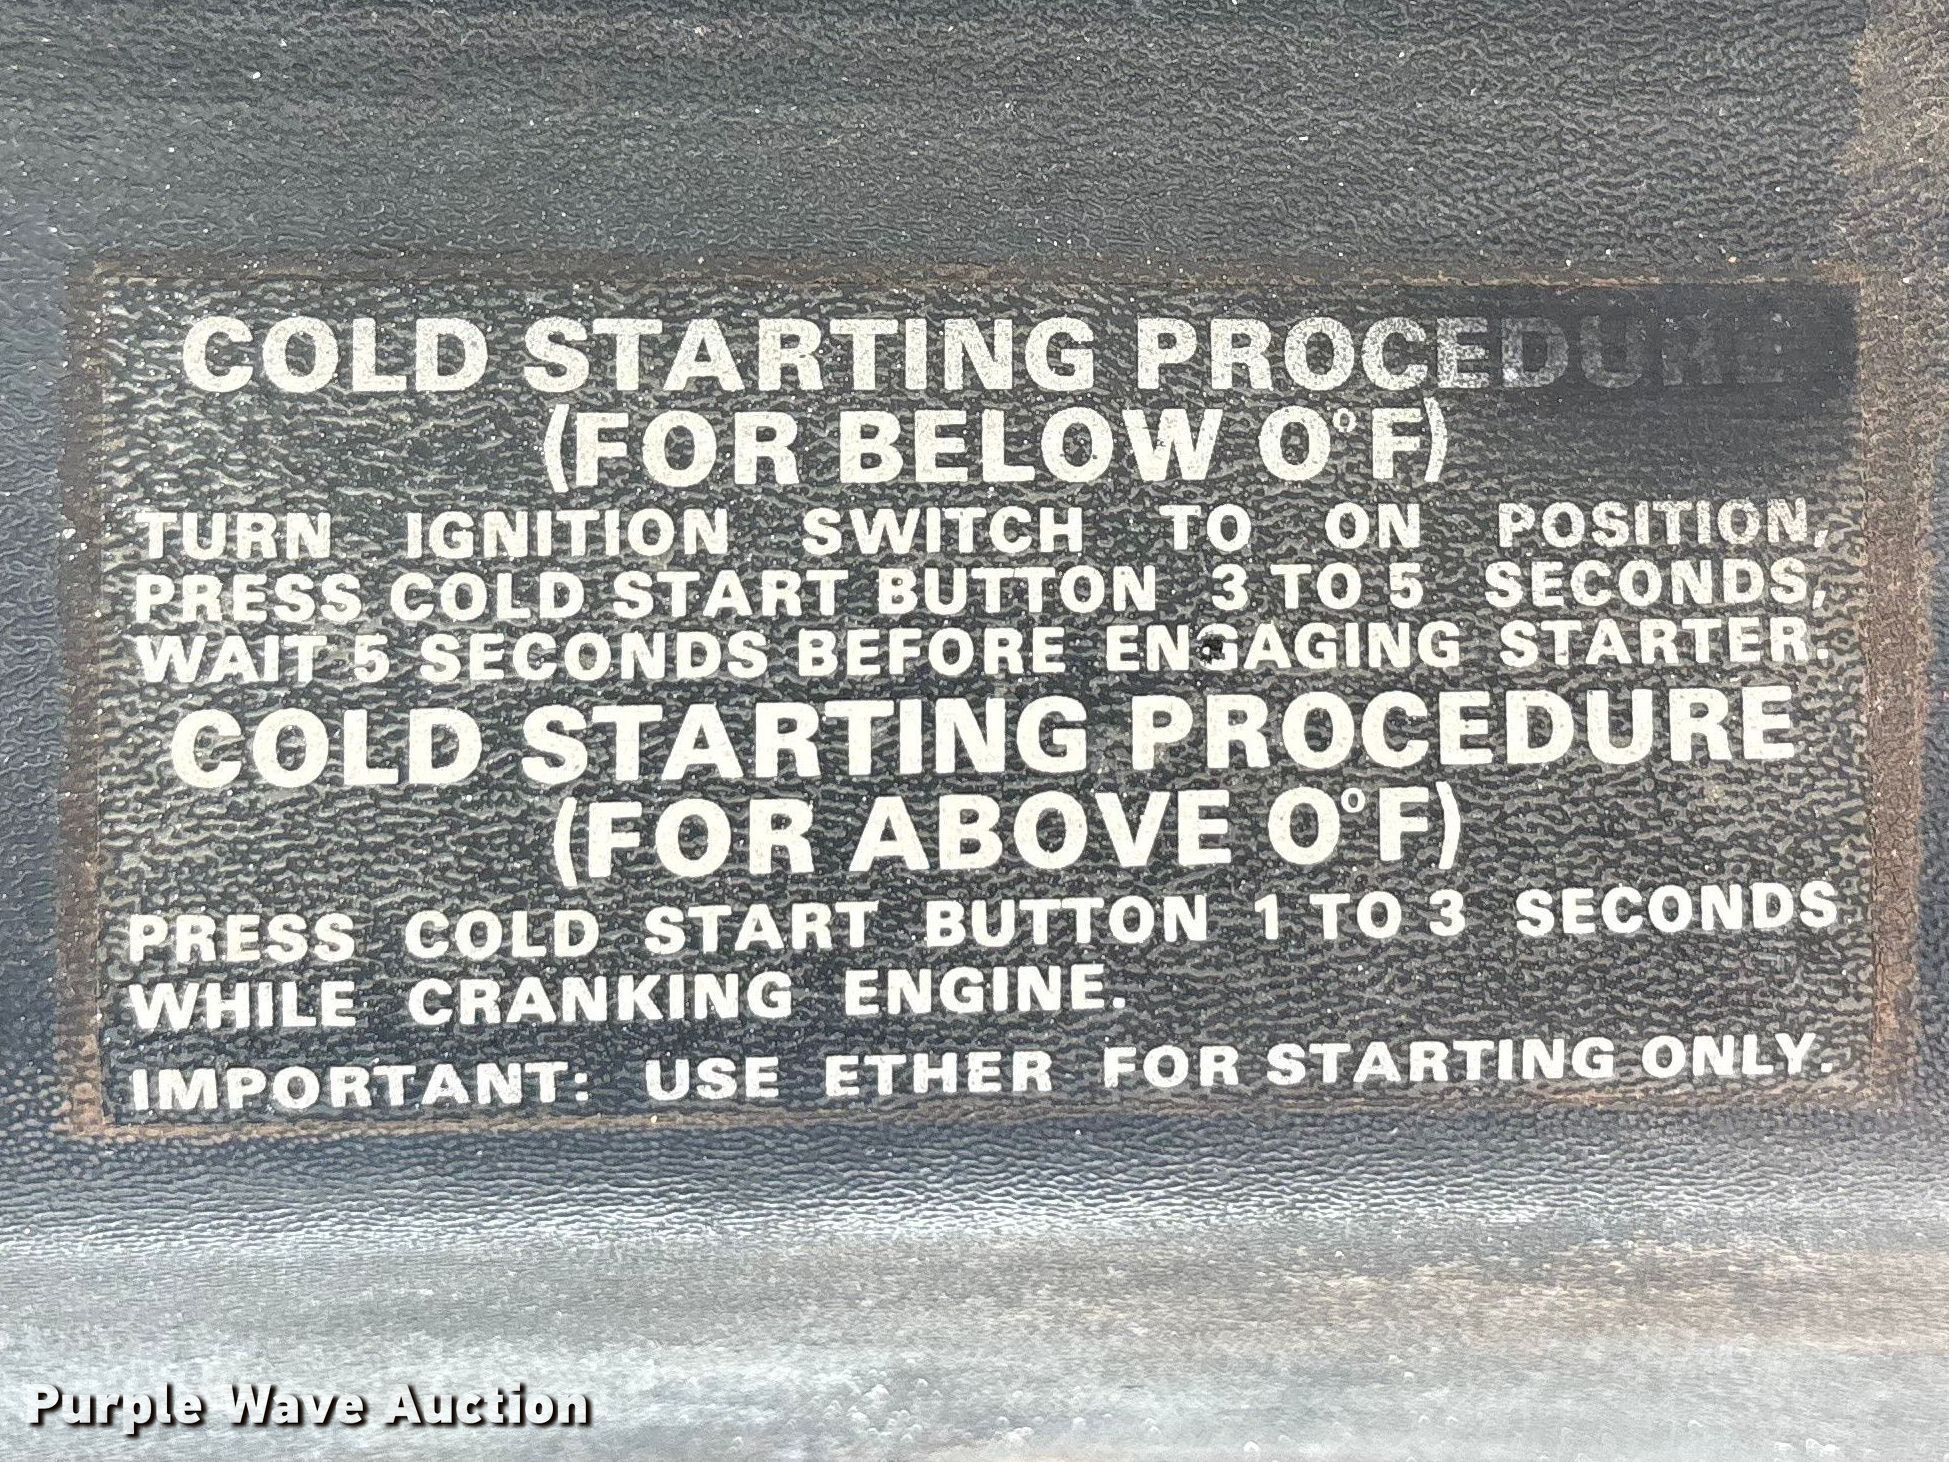 COLD STARTING PROCEDURE
(FOR BELOW 0°F)
TURN IGNITION SWITCH TO ON POSITION,
PRESS COLD START BUTTON 3 TO 5 SECONDS,
WAIT 5 SECONDS BEFORE ENGAGING STARTER.
COLD STARTING PROCEDURE
(FOR ABOVE 0°F)
PRESS COLD START BUTTON 1 TO 3 SECONDS
WHILE CRANKING ENGINE.
IMPORTANT: USE ETHER FOR STARTING ONLY.
Purple Wave Auction